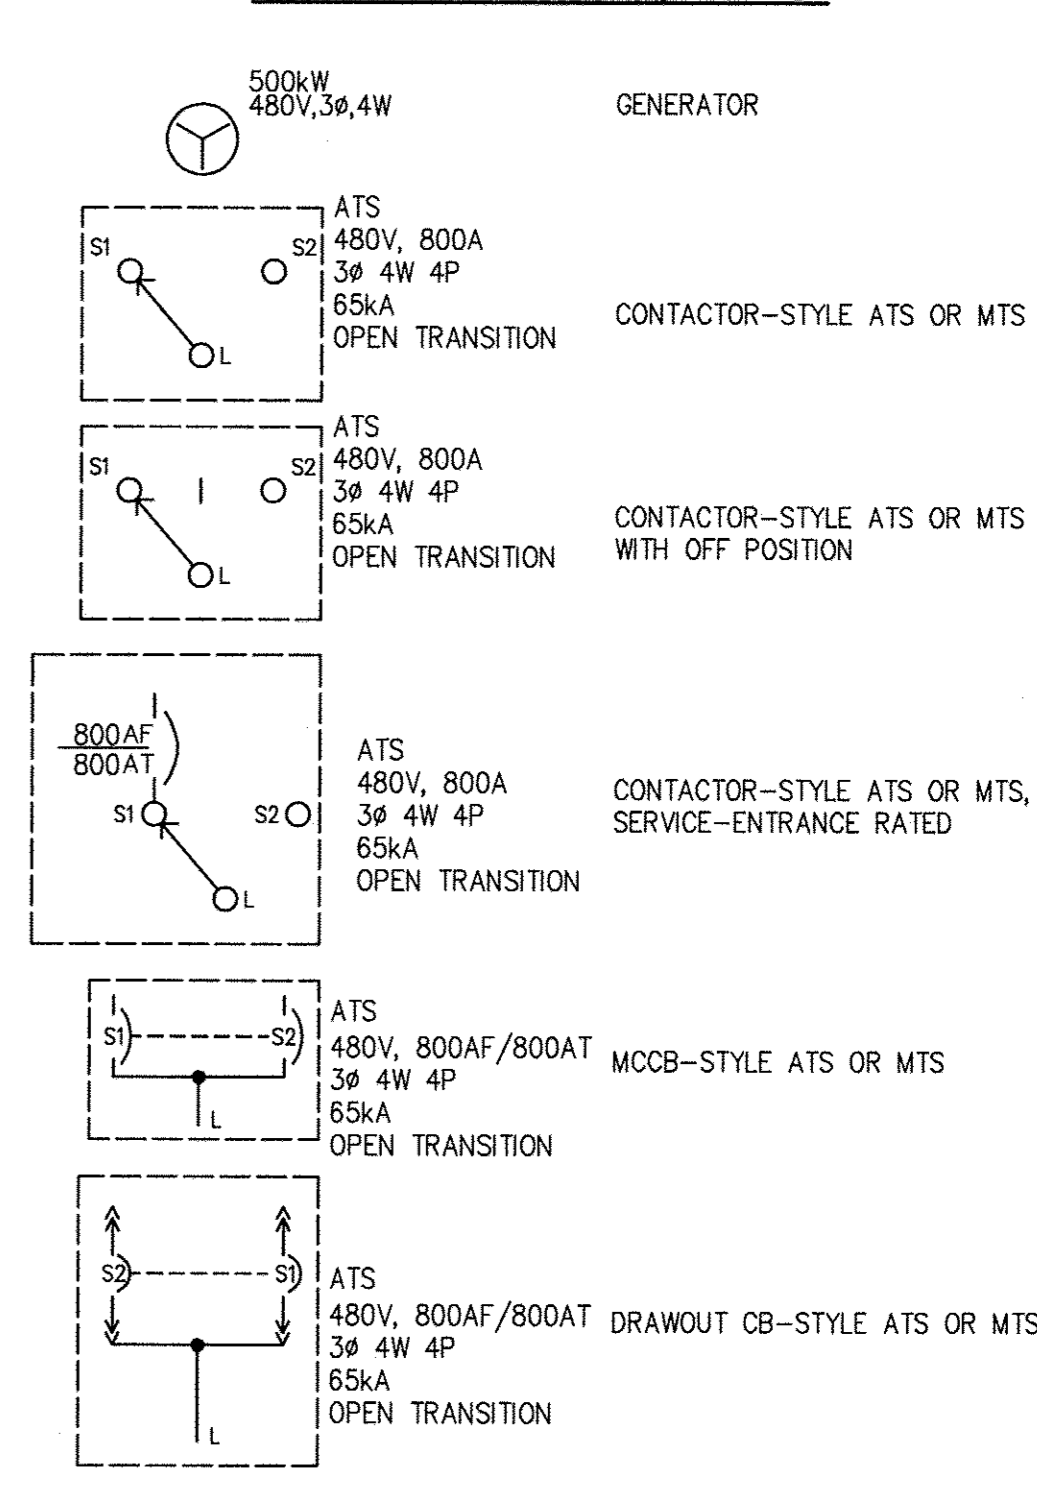 500kW
480V,3ø,4W
GENERATOR
ATS
S1
S2
480V, 800A
3ø 4W 4P
65kA
OPEN TRANSITION
L
CONTACTOR-STYLE ATS OR MTS
ATS
S1
S2
480V, 800A
3ø 4W 4P
65kA
OPEN TRANSITION
L
CONTACTOR-STYLE ATS OR MTS
WITH OFF POSITION
800AF
800AT
S1
S2
L
ATS
480V, 800A
3ø 4W 4P
65kA
OPEN TRANSITION
CONTACTOR-STYLE ATS OR MTS,
SERVICE-ENTRANCE RATED
S1
S2
L
ATS
480V, 800AF/800AT
3ø 4W 4P
65kA
OPEN TRANSITION
MCCB-STYLE ATS OR MTS
S2
S1
L
ATS
480V, 800AF/800AT
3ø 4W 4P
65kA
OPEN TRANSITION
DRAWOUT CB-STYLE ATS OR MTS